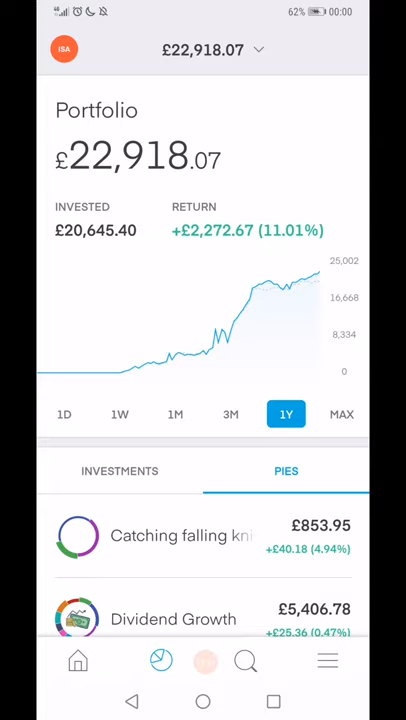 62% 00:00
ISA £22,918.07
Portfolio
£22,918.07
INVESTED RETURN
£20,645.40 +£2,272.67 (11.01%)
25,002
16,668
8,334
0
1D 1W 1M 3M 1Y MAX
INVESTMENTS PIES
£853.95
Catching falling kni
+£40.18 (4.94%)
£5,406.78
Dividend Growth
+£25.36 (0.47%)